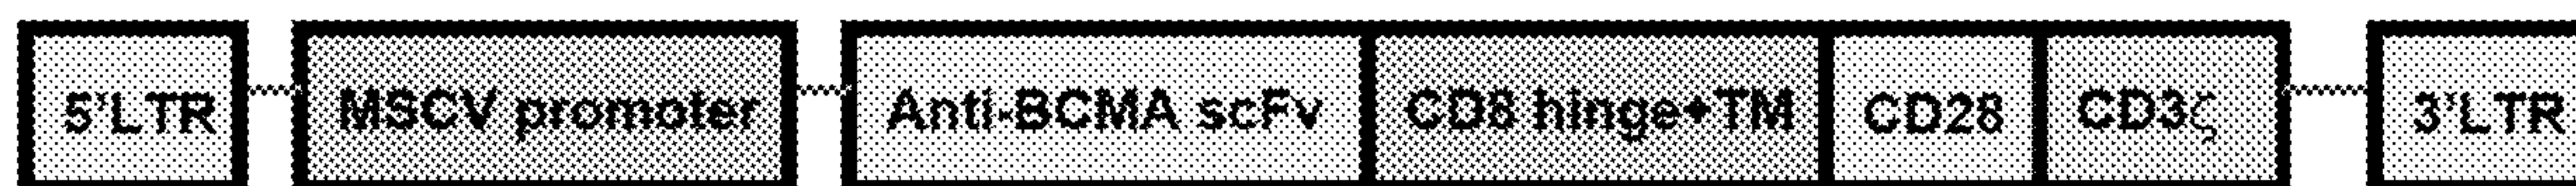 5'LTR MSCV promoter Anti-BCMA scFv CD8 hinge+TM CD28 CD3ζ 3'LTR